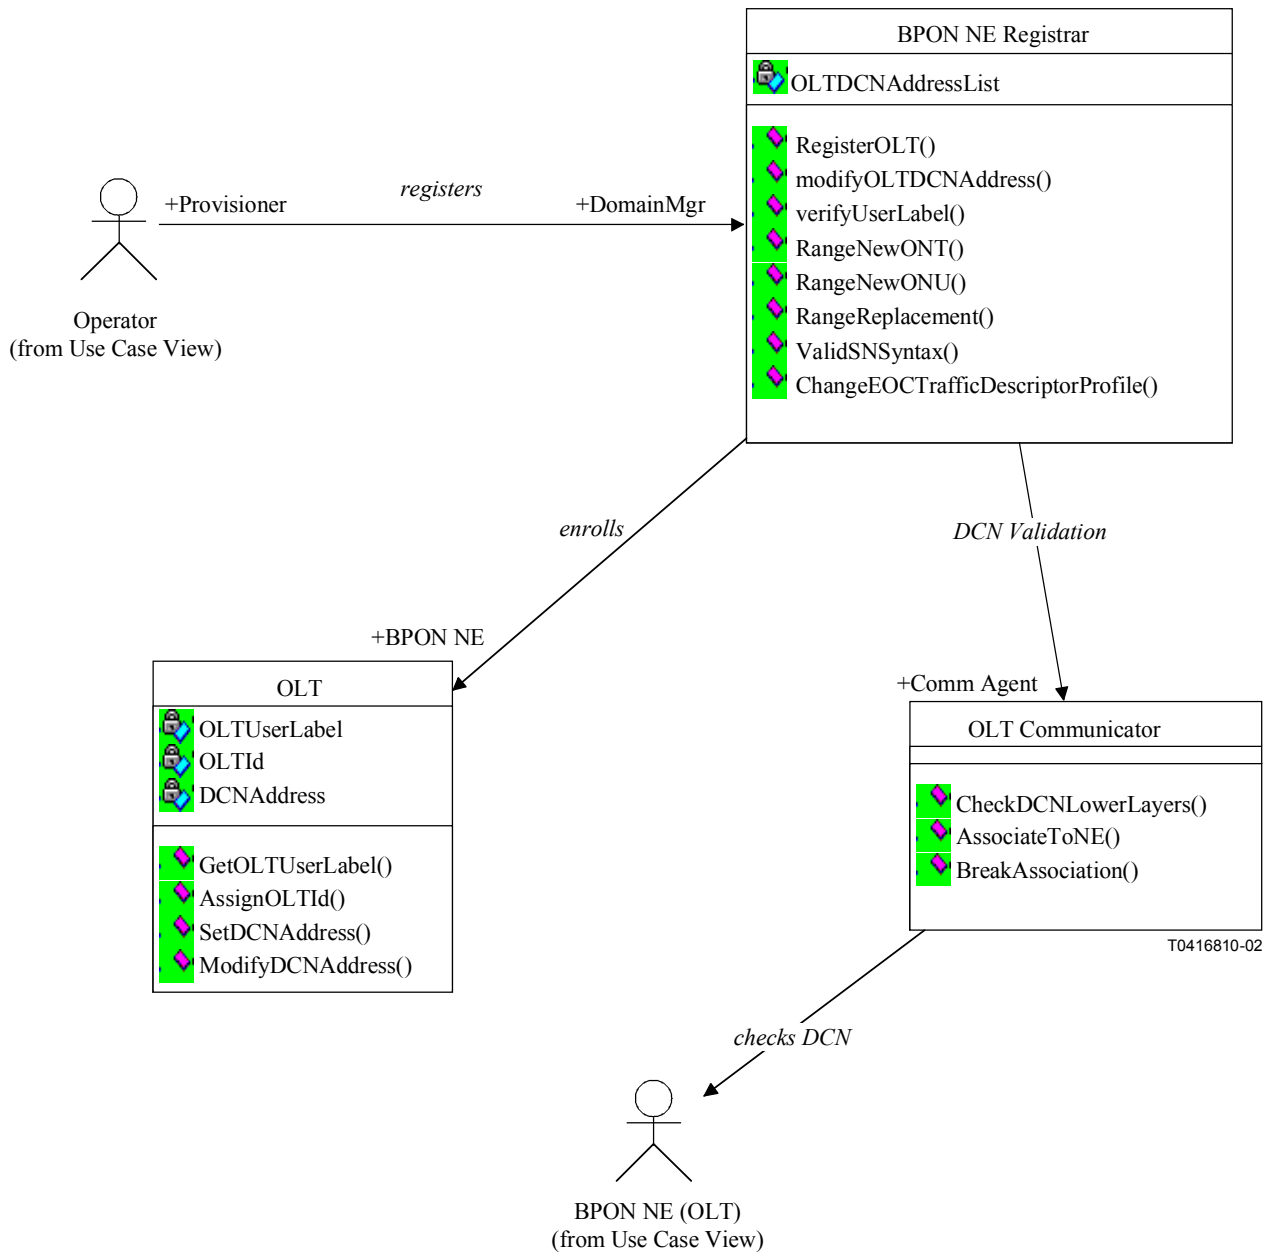 BPON NE Registrar
OLTDCNAddressList
RegisterOLT()
modifyOLTDCNAddress()
verifyUserLabel()
RangeNewONT()
RangeNewONU()
RangeReplacement()
ValidSNSyntax()
ChangeEOCTrafficDescriptorProfile()
+Provisioner
registers
+DomainMgr
Operator
(from Use Case View)
enrolls
DCN Validation
+BPON NE
OLT
OLTUserLabel
OLTId
DCNAddress
GetOLTUserLabel()
AssignOLTId()
SetDCNAddress()
ModifyDCNAddress()
+Comm Agent
OLT Communicator
CheckDCNLowerLayers()
AssociateToNE()
BreakAssociation()
T0416810-02
checks DCN
BPON NE (OLT)
(from Use Case View)